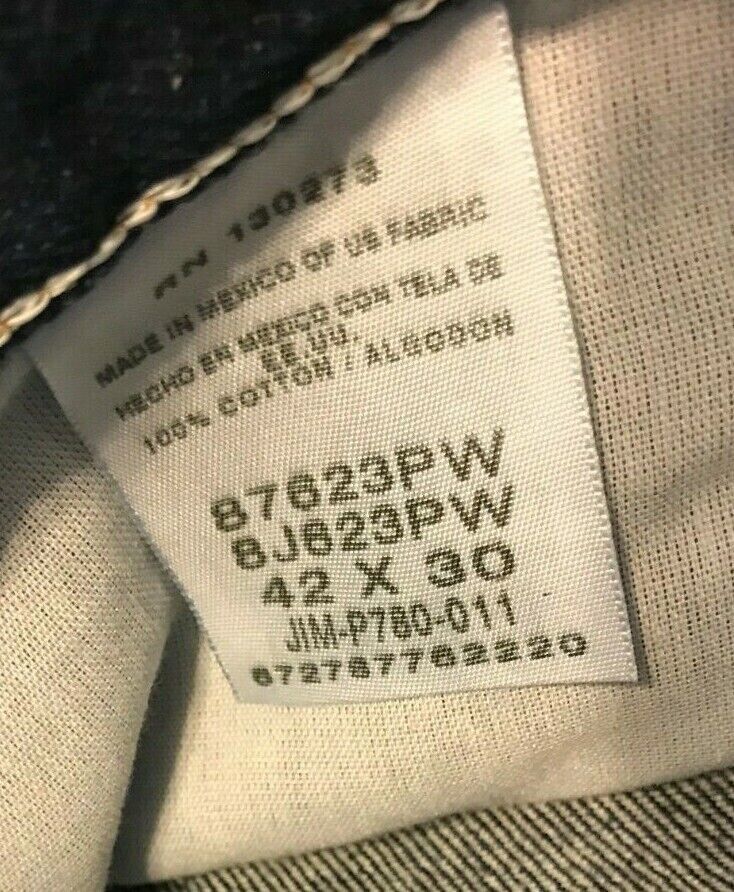 RN 130273
MADE IN MEXICO OF US FABRIC
HECHO EN MEXICO CON TELA DE
EE.UU.
100% COTTON / ALGODON
87623PW
8J623PW
42 X 30
JIM-P780-011
672787762220